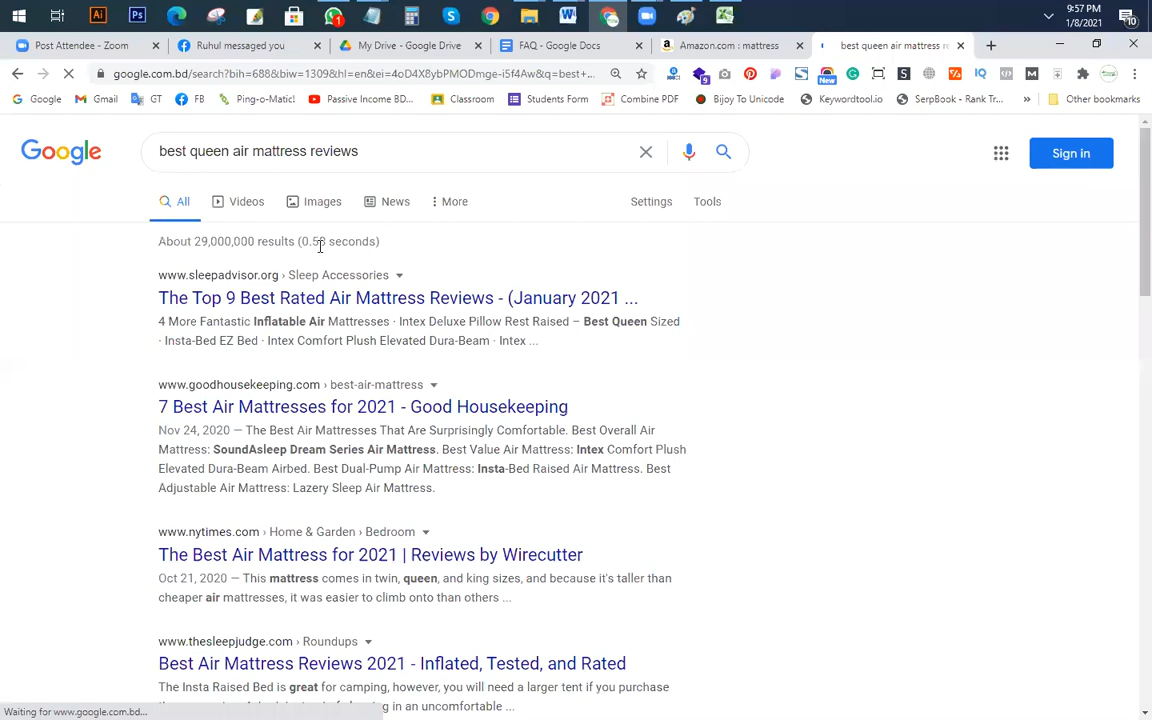 9:57 PM
1/8/2021
10
Post Attendee - Zoom
Ruhul messaged you
My Drive - Google Drive
FAQ - Google Docs
Amazon.com : mattress
best queen air mattress re
google.com.bd/search?bih=688&biw=1309&hl=en&ei=4oD4X8ybPMODmge-i5f4Aw&q=best+...
9
New
Google
Gmail
GT
FB
Ping-o-Matic!
Passive Income BD...
Classroom
Students Form
Combine PDF
Bijoy To Unicode
Keywordtool.io
SerpBook - Rank Tr...
Other bookmarks
Google
best queen air mattress reviews
Sign in
All
Videos
Images
News
More
Settings
Tools
About 29,000,000 results (0.58 seconds)
www.sleepadvisor.org › Sleep Accessories
The Top 9 Best Rated Air Mattress Reviews - (January 2021 ...
4 More Fantastic Inflatable Air Mattresses · Intex Deluxe Pillow Rest Raised – Best Queen Sized
· Insta-Bed EZ Bed · Intex Comfort Plush Elevated Dura-Beam · Intex ...
www.goodhousekeeping.com › best-air-mattress
7 Best Air Mattresses for 2021 - Good Housekeeping
Nov 24, 2020 — The Best Air Mattresses That Are Surprisingly Comfortable. Best Overall Air
Mattress: SoundAsleep Dream Series Air Mattress. Best Value Air Mattress: Intex Comfort Plush
Elevated Dura-Beam Airbed. Best Dual-Pump Air Mattress: Insta-Bed Raised Air Mattress. Best
Adjustable Air Mattress: Lazery Sleep Air Mattress.
www.nytimes.com › Home & Garden › Bedroom
The Best Air Mattress for 2021 | Reviews by Wirecutter
Oct 21, 2020 — This mattress comes in twin, queen, and king sizes, and because it's taller than
cheaper air mattresses, it was easier to climb onto than others ...
www.thesleepjudge.com › Roundups
Best Air Mattress Reviews 2021 - Inflated, Tested, and Rated
The Insta Raised Bed is great for camping, however, you will need a larger tent if you purchase
in an uncomfortable ...
Waiting for www.google.com.bd...